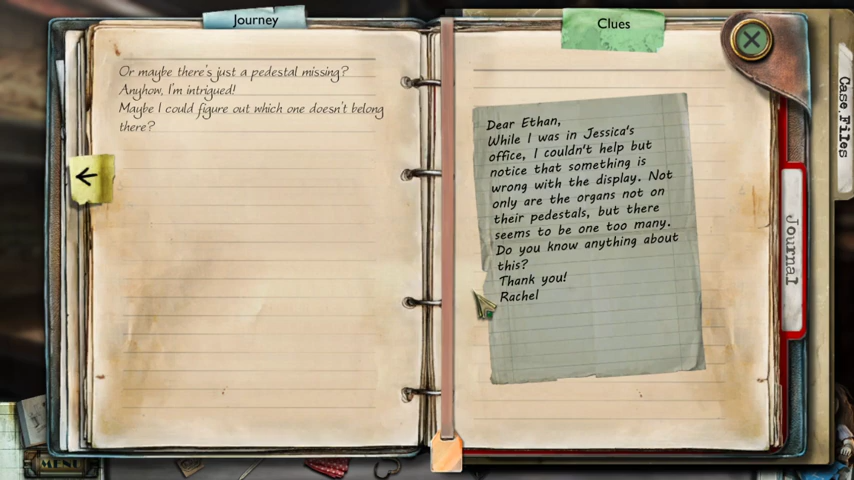 Journey
Clues
Or maybe there's just a pedestal missing?
Anyhow, I'm intrigued!
Maybe I could figure out which one doesn't belong
there?
Dear Ethan,
While I was in Jessica's
office, I couldn't help but
notice that something is
wrong with the display. Not
only are the organs not on
their pedestals, but there
seems to be one too many.
Do you know anything about
this?
Thank you!
Rachel
Case Files
Journal
MENU